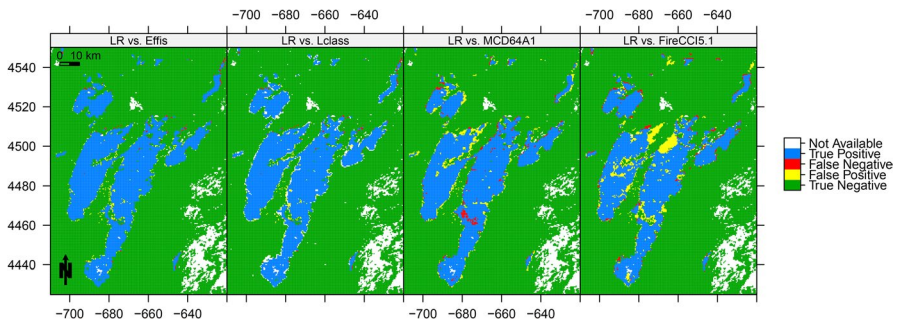 −700 −680 −660 −640
−700 −680 −660 −640
LR vs. Effis
LR vs. Lclass
LR vs. MCD64A1
LR vs. FireCCI5.1
0 10 km
4540
4520
4500
4480
4460
4440
N
−700 −680 −660 −640
−700 −680 −660 −640
Not Available
True Positive
False Negative
False Positive
True Negative